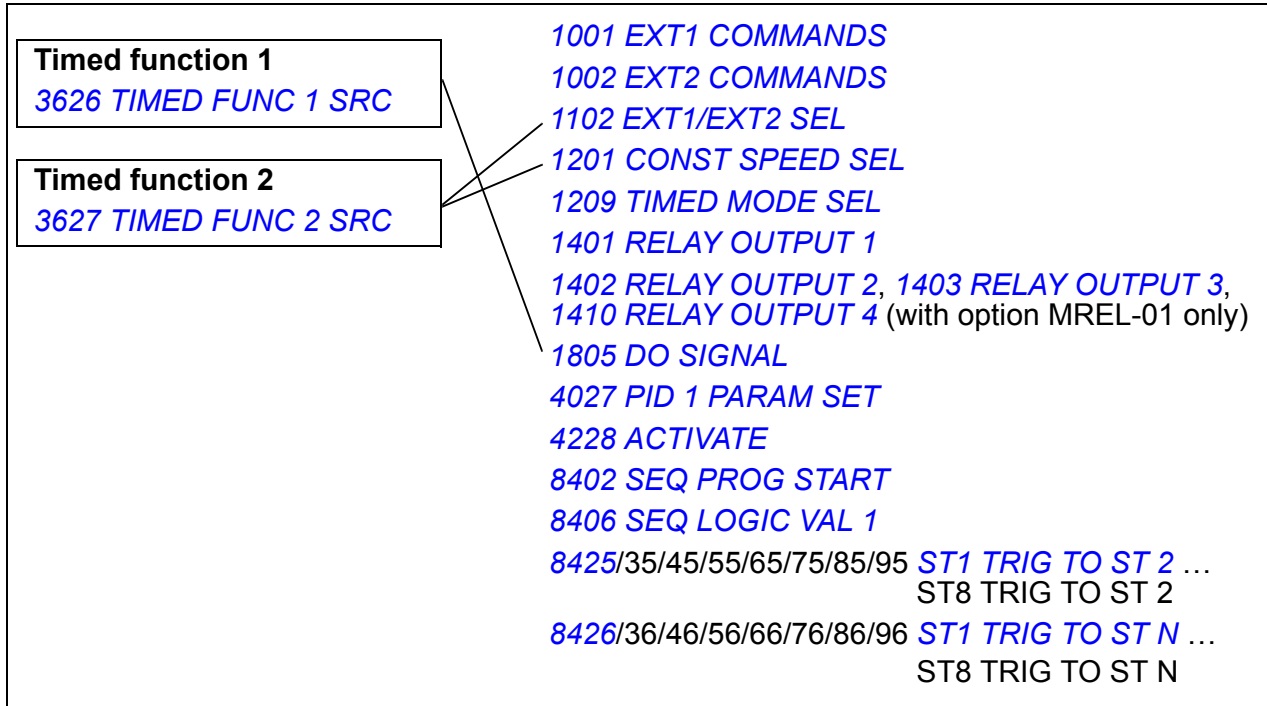 Timed function 1
3626 TIMED FUNC 1 SRC
Timed function 2
3627 TIMED FUNC 2 SRC
1001 EXT1 COMMANDS
1002 EXT2 COMMANDS
1102 EXT1/EXT2 SEL
1201 CONST SPEED SEL
1209 TIMED MODE SEL
1401 RELAY OUTPUT 1
1402 RELAY OUTPUT 2, 1403 RELAY OUTPUT 3,
1410 RELAY OUTPUT 4 (with option MREL-01 only)
1805 DO SIGNAL
4027 PID 1 PARAM SET
4228 ACTIVATE
8402 SEQ PROG START
8406 SEQ LOGIC VAL 1
8425/35/45/55/65/75/85/95 ST1 TRIG TO ST 2 …
ST8 TRIG TO ST 2
8426/36/46/56/66/76/86/96 ST1 TRIG TO ST N …
ST8 TRIG TO ST N